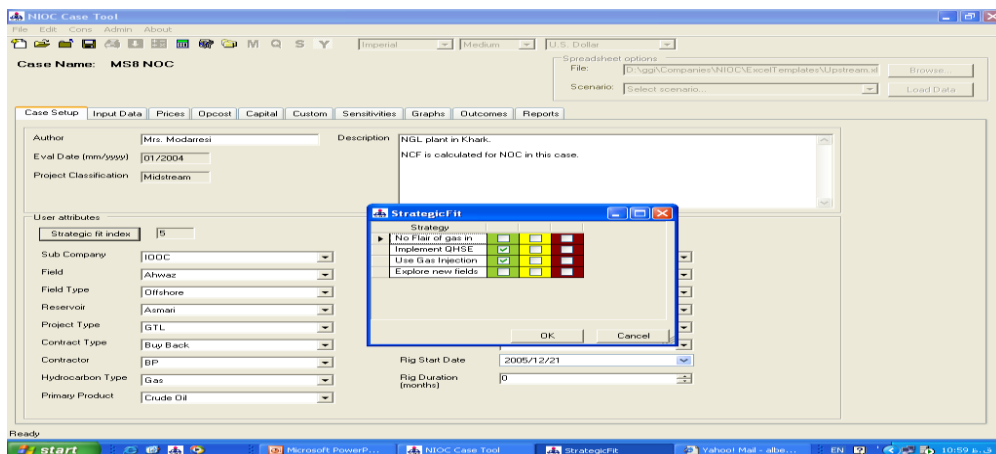 NIOC Case Tool
File Edit Cons Admin About
M Q S Y Imperial Medium U.S. Dollar
Case Name: MS8 NOC
Spreadsheet options
File: D:\ggi\Companies\NIOC\ExcelTemplates\Upstream.xl Browse...
Scenario: Select scenario... Load Data
Case Setup Input Data Prices Opcost Capital Custom Sensitivities Graphs Outcomes Reports
Author Mrs. Modarresi
Description NGL plant in Khark.
NCF is calculated for NOC in this case.
Eval Date (mm/yyyy) 01/2004
Project Classification Midstream
User attributes
Strategic fit index 5
Sub Company IOOC
Field Ahwaz
Field Type Offshore
Reservoir Asmari
Project Type GTL
Contract Type Buy Back
Contractor BP
Hydrocarbon Type Gas
Primary Product Crude Oil
StrategicFit
Strategy
No Flair of gas in
Implement QHSE
Use Gas Injection
Explore new fields
OK Cancel
Rig Start Date 2005/12/21
Rig Duration (months) 0
Ready
start Microsoft PowerP... NIOC Case Tool StrategicFit Yahoo! Mail - albe... EN 10:59 ق.ظ